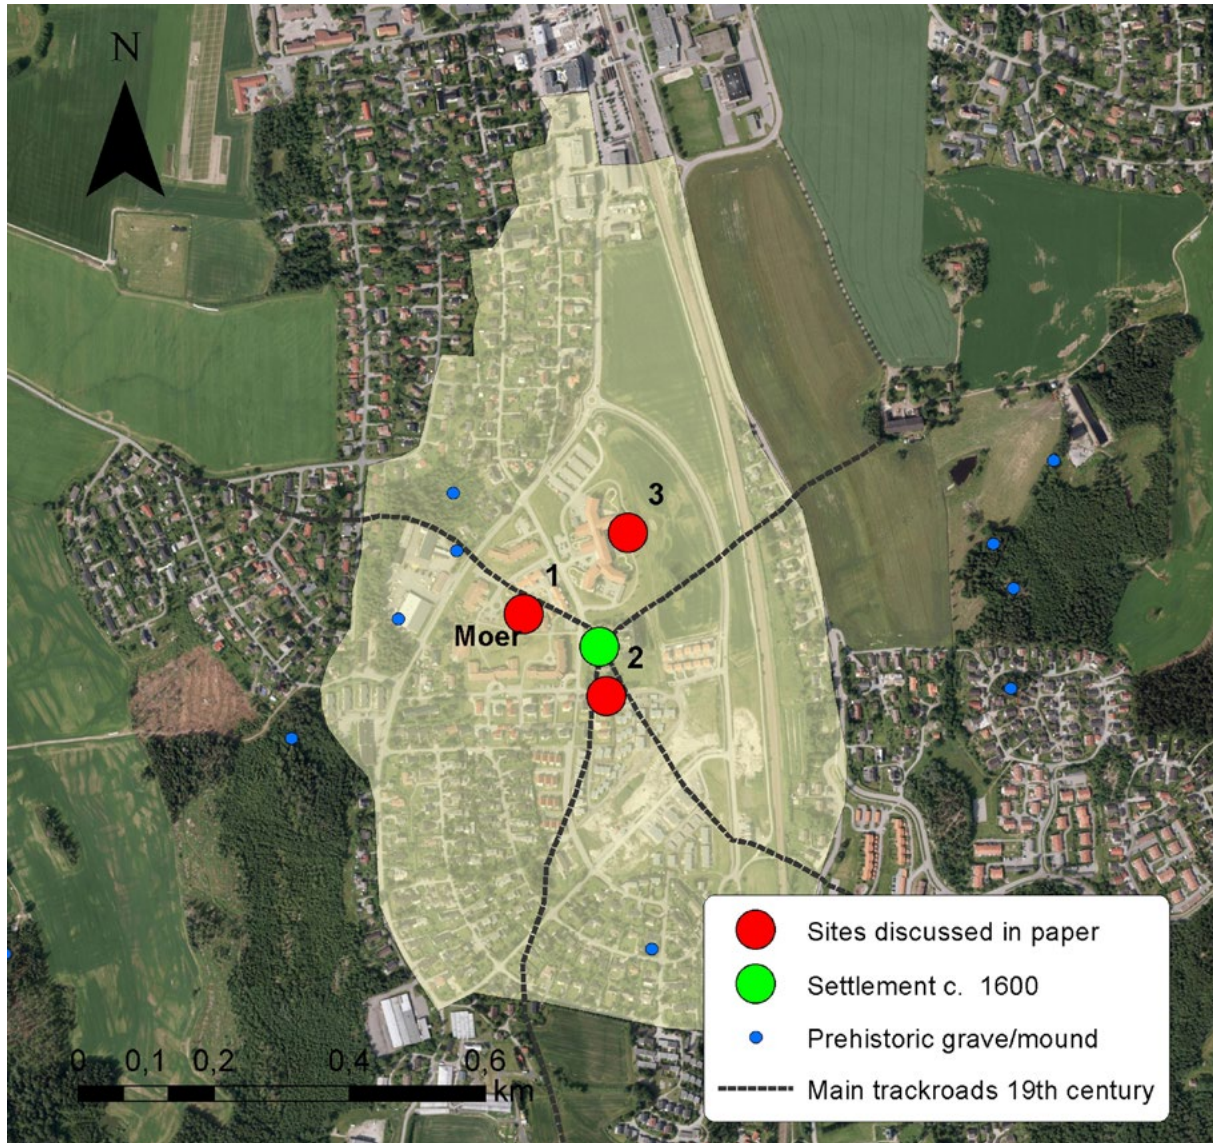 N
3
1
Moer
2
Sites discussed in paper
Settlement c. 1600
Prehistoric grave/mound
Main trackroads 19th century
0 0,1 0,2 0,4 0,6
km